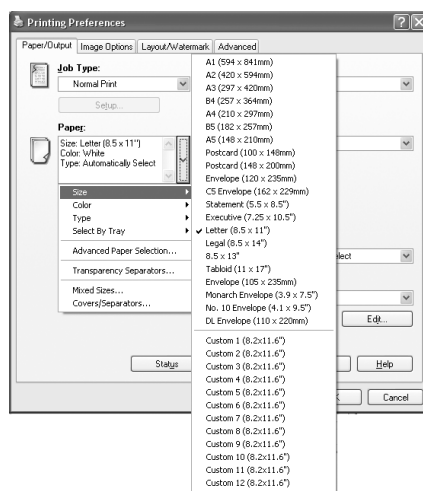 Printing Preferences
Paper/Output Image Options Layout/Watermark Advanced
Job Type:
Normal Print
Setup...
Paper:
Size: Letter (8.5 x 11")
Color: White
Type: Automatically Select
Size
Color
Type
Select By Tray
Advanced Paper Selection...
Transparency Separators...
Mixed Sizes...
Covers/Separators...
A1 (594 x 841mm)
A2 (420 x 594mm)
A3 (297 x 420mm)
B4 (257 x 364mm)
A4 (210 x 297mm)
B5 (182 x 257mm)
A5 (148 x 210mm)
Postcard (100 x 148mm)
Postcard (148 x 200mm)
Envelope (120 x 235mm)
C5 Envelope (162 x 229mm)
Statement (5.5 x 8.5")
Executive (7.25 x 10.5")
Letter (8.5 x 11")
Legal (8.5 x 14")
8.5 x 13"
Tabloid (11 x 17")
Envelope (105 x 235mm)
Monarch Envelope (3.9 x 7.5")
No. 10 Envelope (4.1 x 9.5")
DL Envelope (110 x 220mm)
Custom 1 (8.2x11.6")
Custom 2 (8.2x11.6")
Custom 3 (8.2x11.6")
Custom 4 (8.2x11.6")
Custom 5 (8.2x11.6")
Custom 6 (8.2x11.6")
Custom 7 (8.2x11.6")
Custom 8 (8.2x11.6")
Custom 9 (8.2x11.6")
Custom 10 (8.2x11.6")
Custom 11 (8.2x11.6")
Custom 12 (8.2x11.6")
Edit...
Status
Help
Cancel